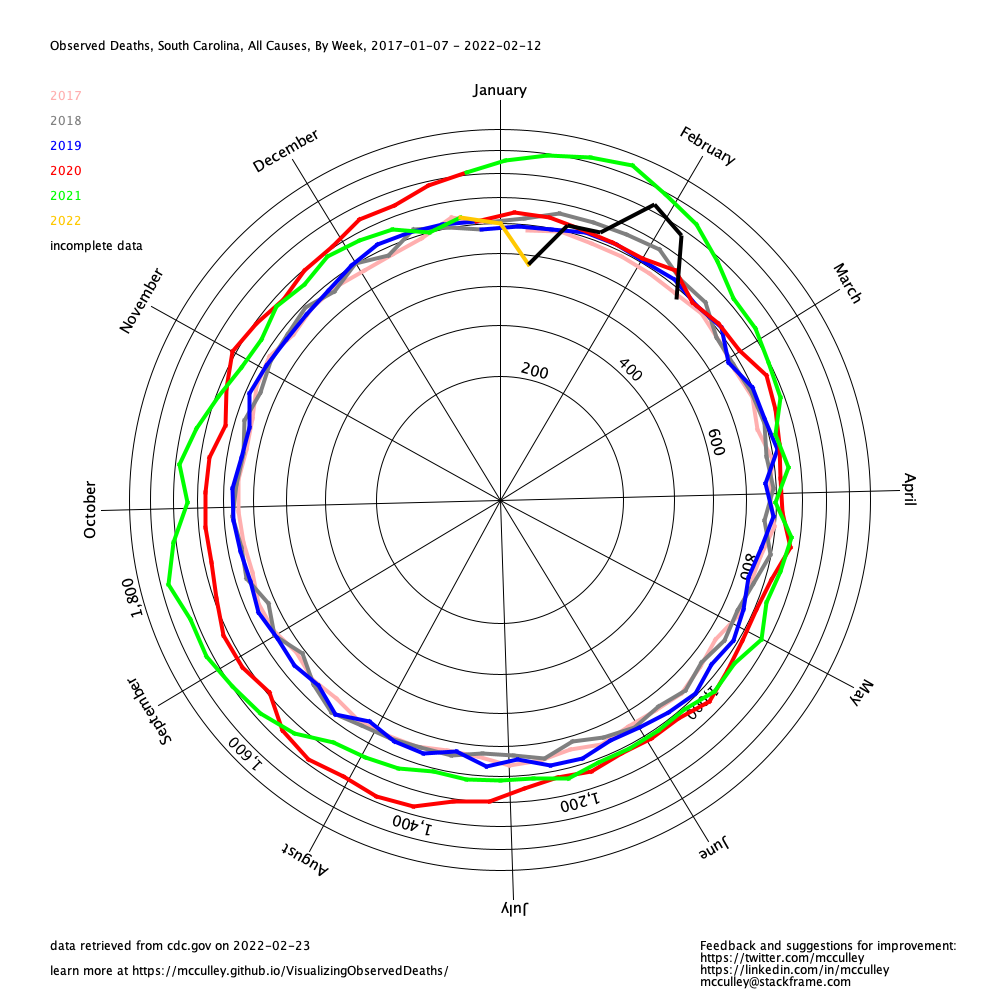 Observed Deaths, South Carolina, All Causes, By Week, 2017-01-07 - 2022-02-12
January
2017
2018
2019
2020
2021
2022
incomplete data
December
February
November
March
200
400
600
October
April
800
1,800
September
May
1,000
1,600
1,200
1,400
August
June
July
data retrieved from cdc.gov on 2022-02-23
learn more at https://mcculley.github.io/VisualizingObservedDeaths/
Feedback and suggestions for improvement:
https://twitter.com/mcculley
https://linkedin.com/in/mcculley
mcculley@stackframe.com